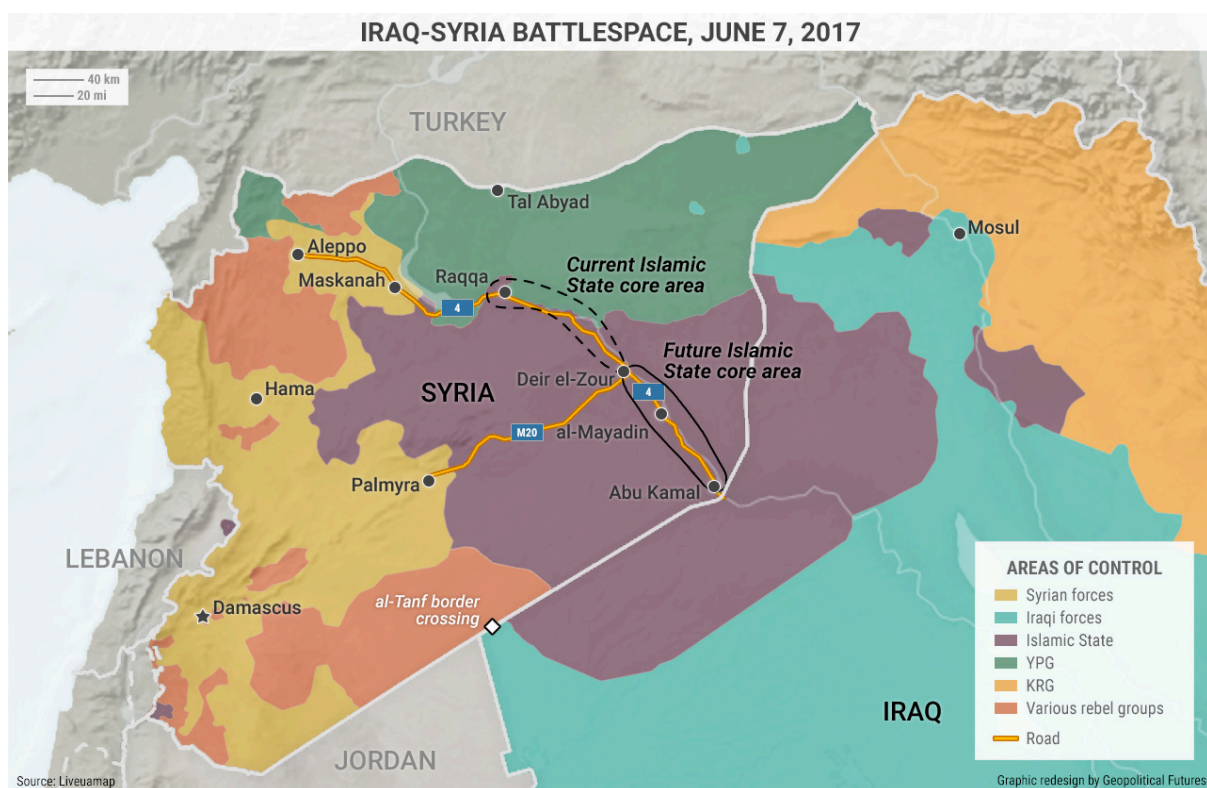 IRAQ-SYRIA BATTLESPACE, JUNE 7, 2017
40 km
20 mi
TURKEY
Tal Abyad
Mosul
Aleppo
Maskanah
Raqqa
Current Islamic
State core area
4
Future Islamic
State core area
Deir el-Zour
4
Hama
SYRIA
al-Mayadin
M20
Palmyra
Abu Kamal
LEBANON
al-Tanf border
crossing
Damascus
IRAQ
JORDAN
AREAS OF CONTROL
Syrian forces
Iraqi forces
Islamic State
YPG
KRG
Various rebel groups
Road
Source: Liveuamap
Graphic redesign by Geopolitical Futures